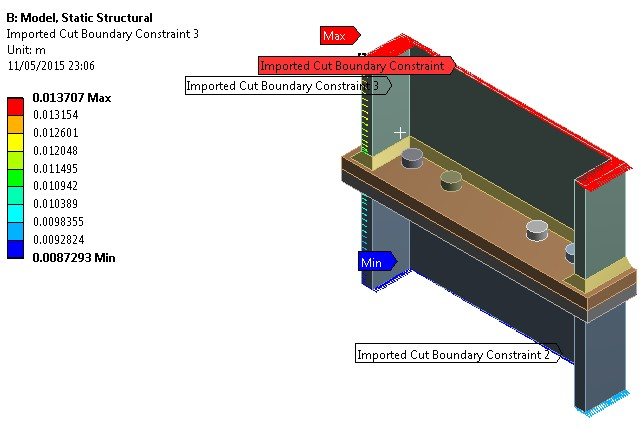 B: Model, Static Structural
Imported Cut Boundary Constraint 3
Unit: m
11/05/2015 23:06
0.013707 Max
0.013154
0.012601
0.012048
0.011495
0.010942
0.010389
0.0098355
0.0092824
0.0087293 Min
Max
Imported Cut Boundary Constraint
Imported Cut Boundary Constraint 3
Min
Imported Cut Boundary Constraint 2